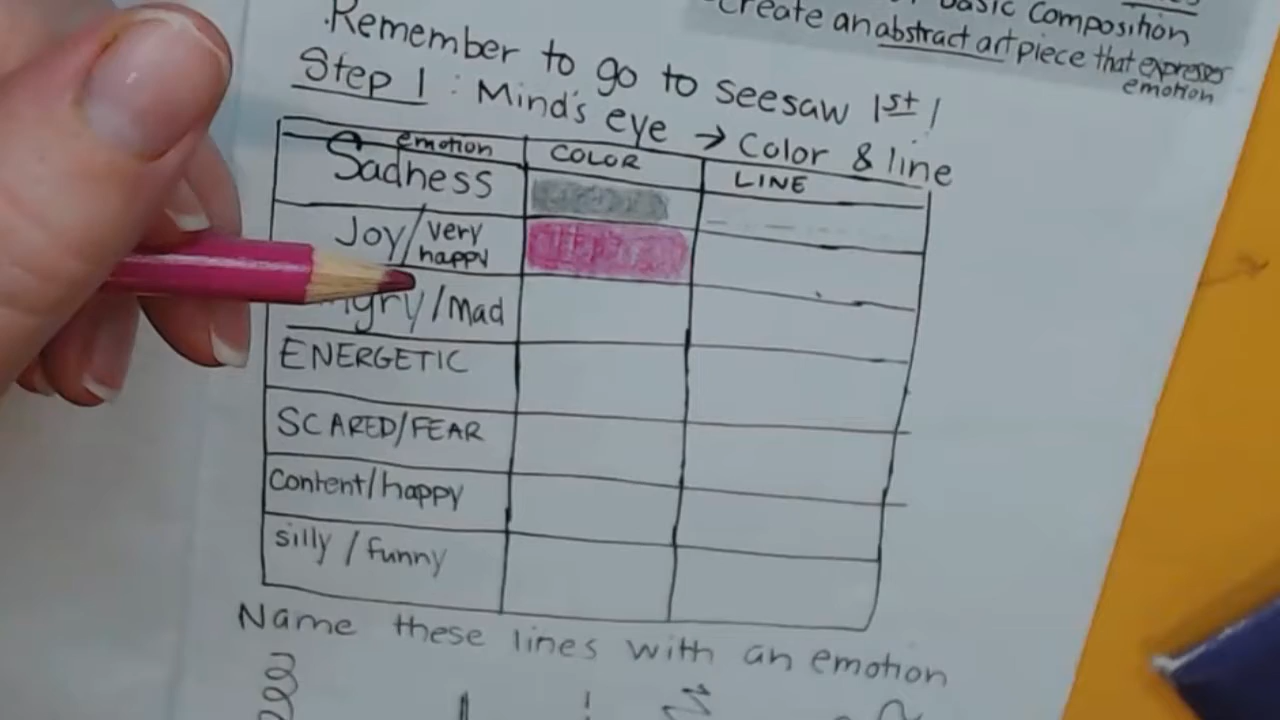 Basic Composition
Create an abstract art piece that expresses
emotion
.Remember to go to seesaw 1st!
Step 1: Mind's eye → Color & line
emotion COLOR LINE
Sadness
Joy/very happy
/Mad
ENERGETIC
SCARED/FEAR
Content/happy
silly / funny
Name these lines with an emotion